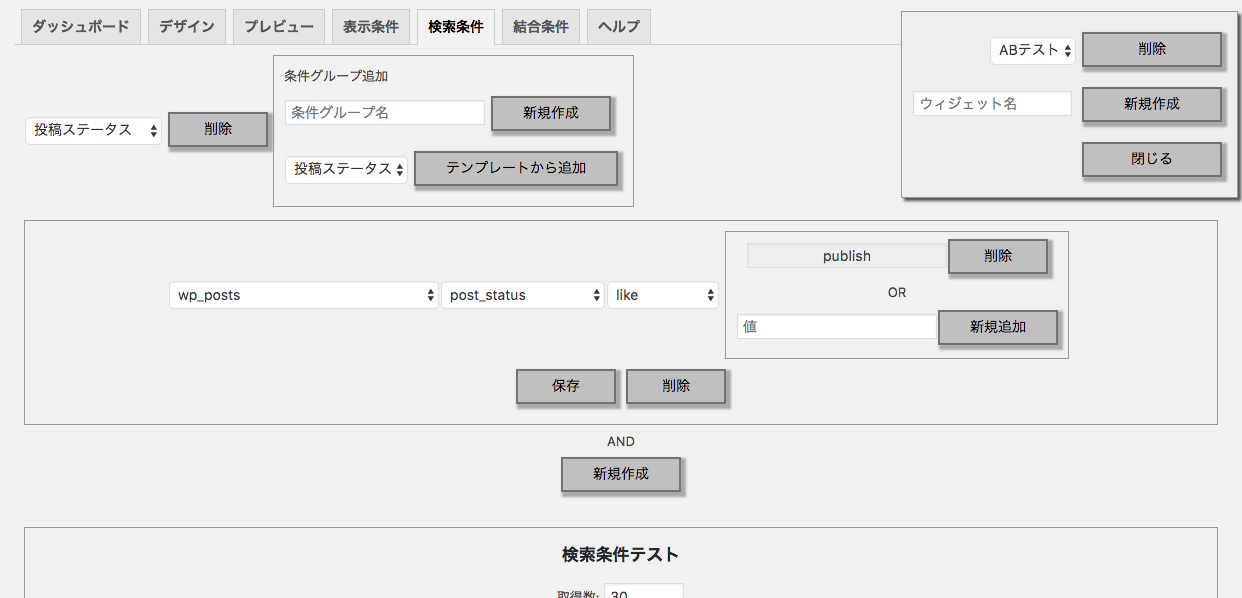 ダッシュボード デザイン プレビュー 表示条件 検索条件 結合条件 ヘルプ
ABテスト 削除
ウィジェット名 新規作成
閉じる
投稿ステータス 削除
条件グループ追加
条件グループ名 新規作成
投稿ステータス テンプレートから追加
wp_posts post_status like
publish 削除
OR
値 新規追加
保存 削除
AND
新規作成
検索条件テスト
取得数: 30